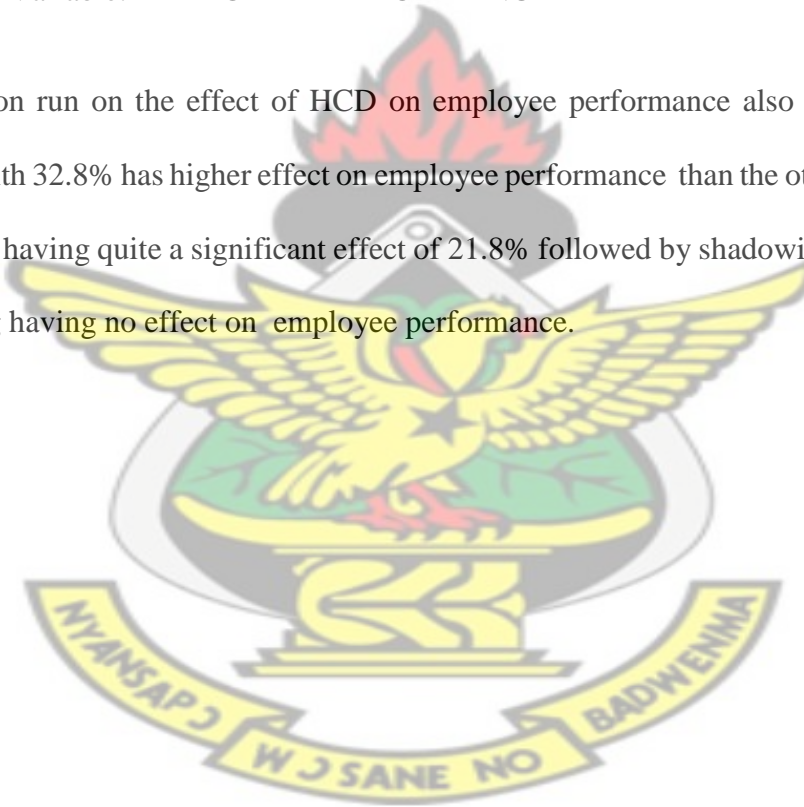 on run on the effect of HCD on employee performance also
th 32.8% has higher effect on employee performance than the ot
having quite a significant effect of 21.8% followed by shadowi
having no effect on employee performance.
NYANSAPƆ
WƆ SANE NO
BADWENMA